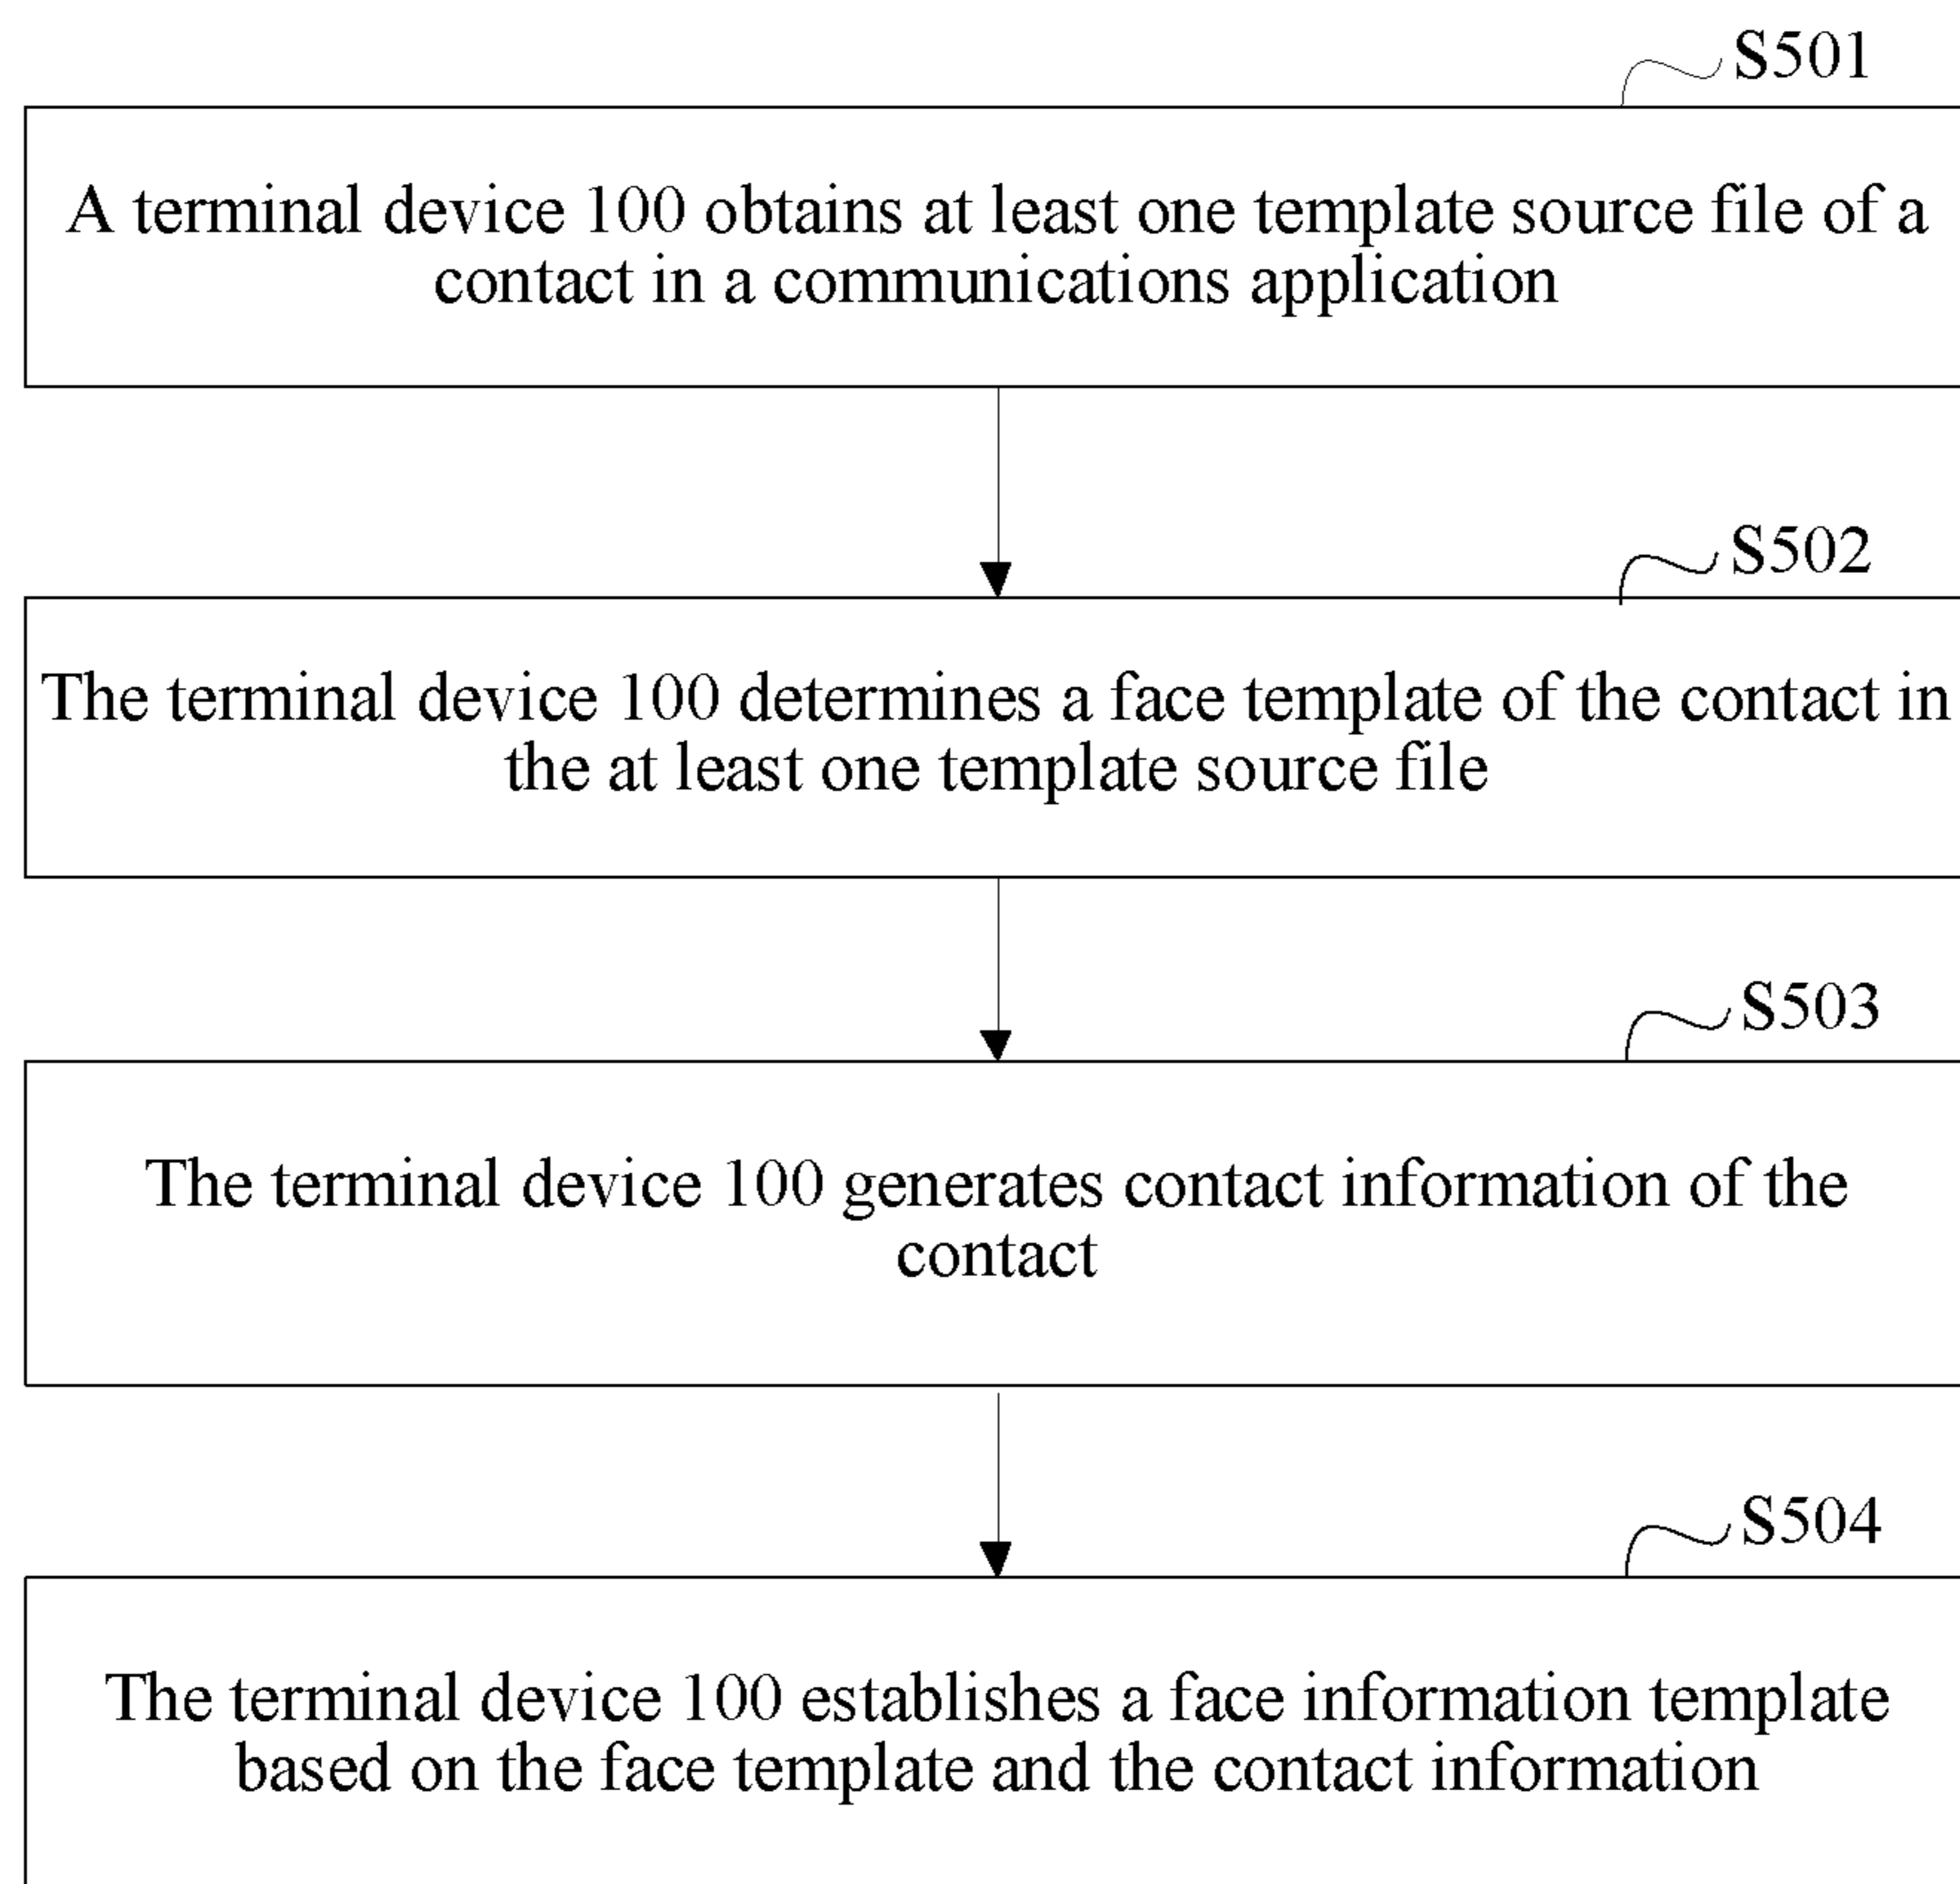 S501
A terminal device 100 obtains at least one template source file of a
contact in a communications application
S502
The terminal device 100 determines a face template of the contact in
the at least one template source file
S503
The terminal device 100 generates contact information of the
contact
S504
The terminal device 100 establishes a face information template
based on the face template and the contact information